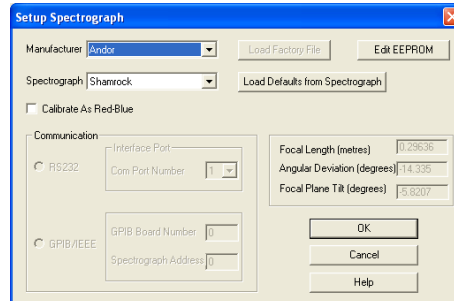 Setup Spectrograph
Manufacturer Andor Load Factory File Edit EEPROM
Spectrograph Shamrock Load Defaults from Spectrograph
Calibrate As Red-Blue
Communication
Interface Port
RS232 Com Port Number 1
GPIB/IEEE
GPIB Board Number 0
Spectrograph Address 0
Focal Length (metres) 0.29636
Angular Deviation (degrees) -14.335
Focal Plane Tilt (degrees) -5.8207
OK
Cancel
Help